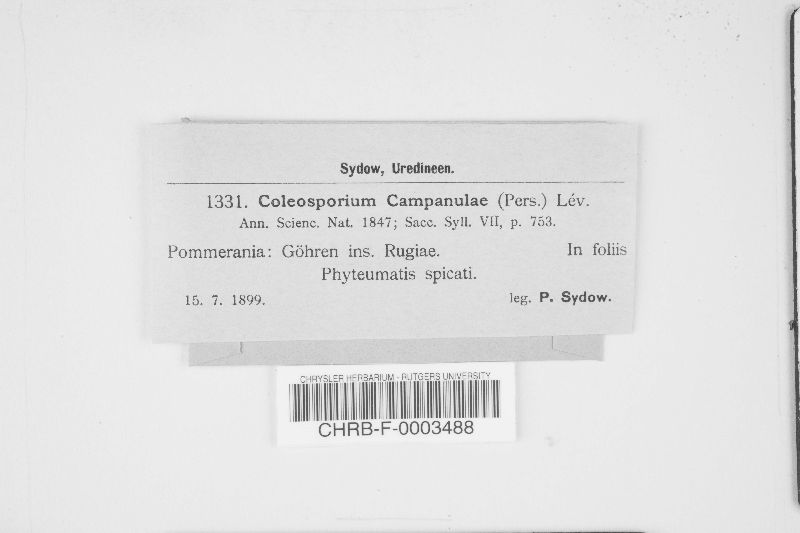 Sydow, Uredineen.
1331. Coleosporium Campanulae (Pers.) Lév.
Ann. Scienc. Nat. 1847; Sacc. Syll. VII, p. 753.
Pommerania: Göhren ins. Rugiae. In foliis
Phyteumatis spicati.
15. 7. 1899. leg. P. Sydow.
CHRYSLER HERBARIUM - RUTGERS UNIVERSITY
CHRB-F-0003488